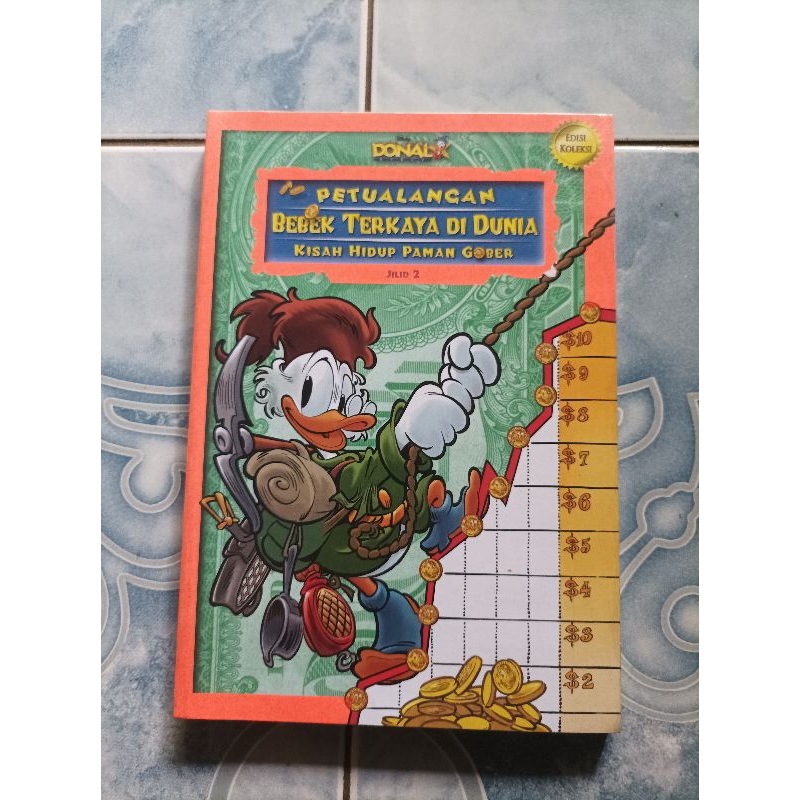 DONAL
EDISI
KOLEKSI
PETUALANGAN
BEBEK TERKAYA DI DUNIA
KISAH HIDUP PAMAN GOBER
JILID 2
$10
$9
$8
$7
$6
$5
$4
$3
$2